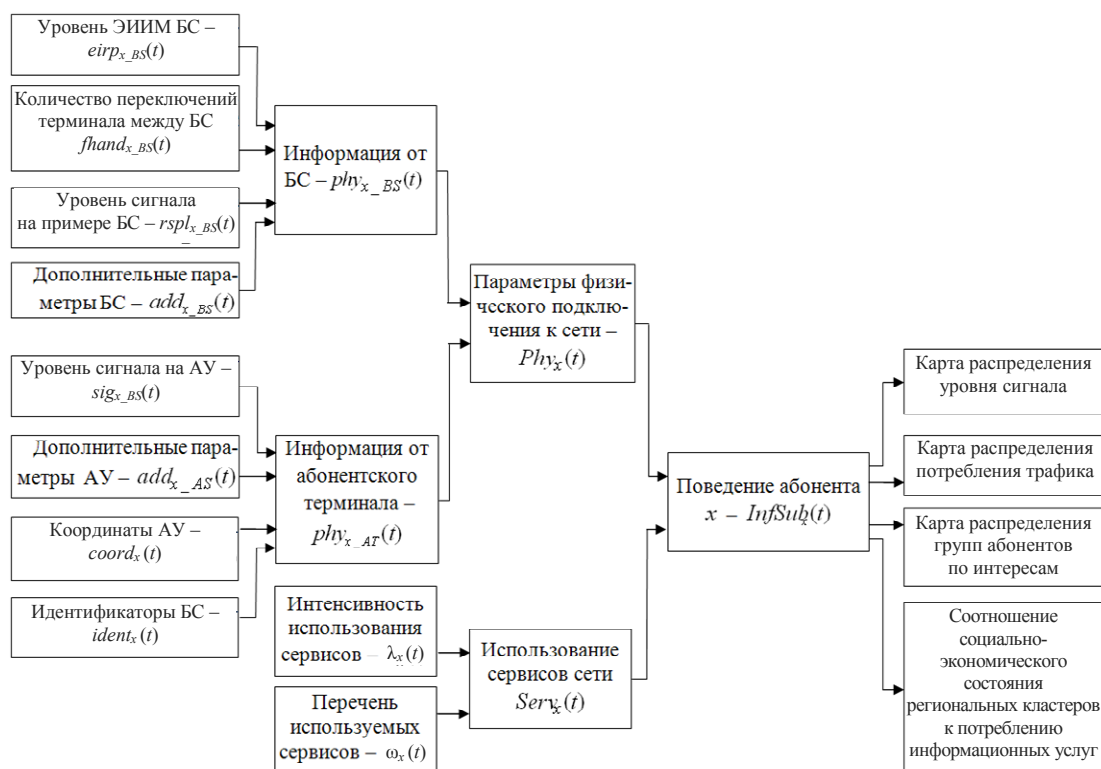 Уровень ЭИИМ БС –
eirpx_BS(t)
Количество переключений
терминала между БС
fhandx_BS(t)
Уровень сигнала
на примере БС – rsplx_BS(t)
Дополнительные пара-
метры БС – addx_BS(t)
Уровень сигнала на АУ –
sigx_BS(t)
Дополнительные пара-
метры АУ – addx_AS(t)
Координаты АУ –
coordx(t)
Идентификаторы БС –
identx(t)
Информация от
БС – phyx_BS(t)
Информация от
абонентского
терминала –
phyx_AT(t)
Интенсивность
использования
сервисов – λx(t)
Перечень
используемых
сервисов – ωx(t)
Параметры физи-
ческого подклю-
чения к сети –
Phyx(t)
Использование
сервисов сети
Servx(t)
Поведение абонента
x – InfSubx(t)
Карта распределения
уровня сигнала
Карта распределения
потребления трафика
Карта распределения
групп абонентов
по интересам
Соотношение
социально-
экономического
состояния
региональных кластеров
к потреблению
информационных услуг